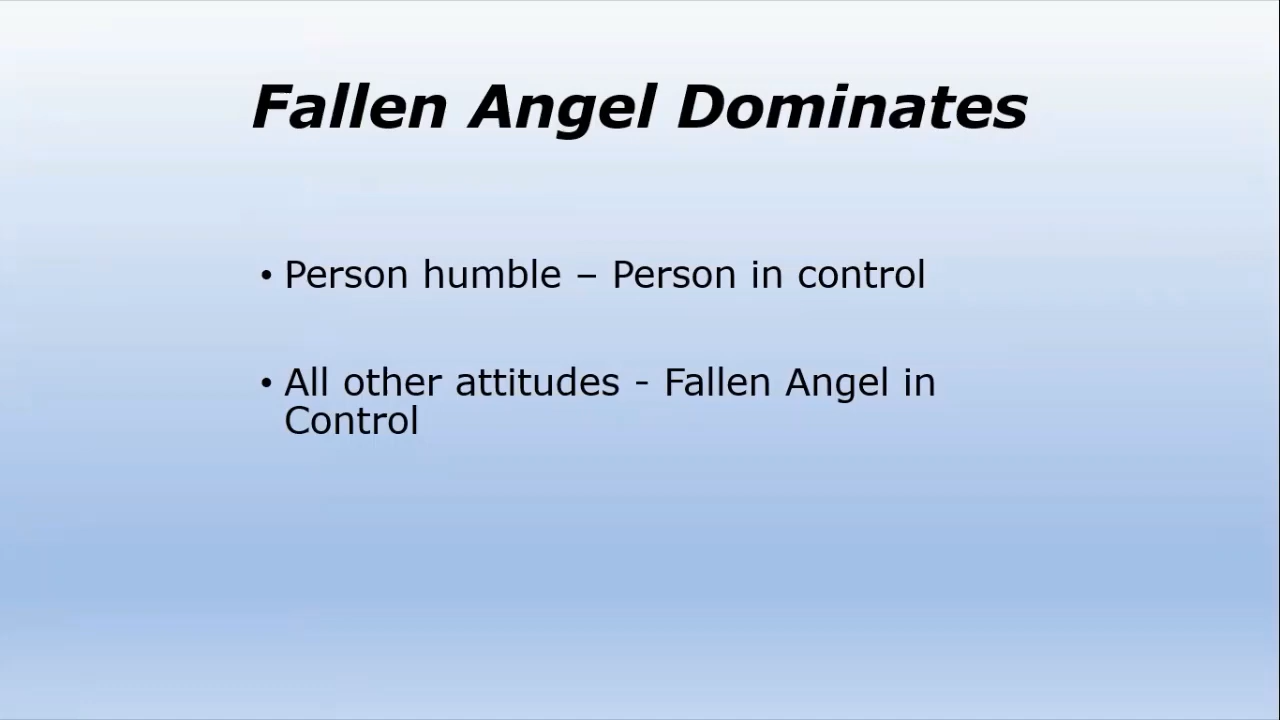 Fallen Angel Dominates
• Person humble – Person in control
• All other attitudes - Fallen Angel in
Control